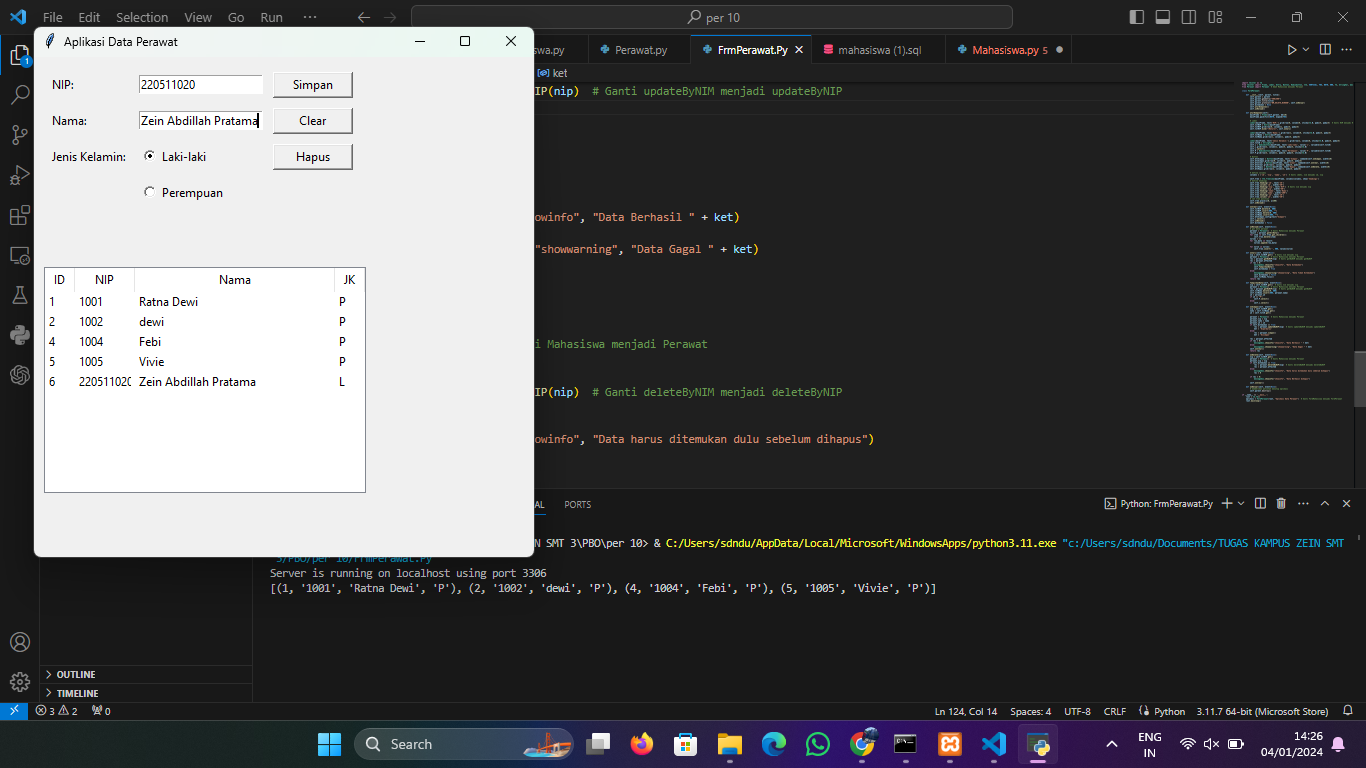 File Edit Selection View Go Run ··· per 10
Aplikasi Data Perawat
NIP: 220511020 Simpan
Nama: Zein Abdillah Pratama Clear
Jenis Kelamin: Laki-laki Hapus
Perempuan
ID NIP Nama JK
1 1001 Ratna Dewi P
2 1002 dewi P
4 1004 Febi P
5 1005 Vivie P
6 220511020 Zein Abdillah Pratama L
swa.py Perawat.py FrmPerawat.Py mahasiswa (1).sql Mahasiswa.py 5
ket
IP(nip) # Ganti updateByNIM menjadi updateByNIP
owinfo", "Data Berhasil " + ket)
"showwarning", "Data Gagal " + ket)
i Mahasiswa menjadi Perawat
IP(nip) # Ganti deleteByNIM menjadi deleteByNIP
owinfo", "Data harus ditemukan dulu sebelum dihapus")
AL PORTS Python: FrmPerawat.Py
N SMT 3\PBO\per 10> & C:/Users/sdndu/AppData/Local/Microsoft/WindowsApps/python3.11.exe "c:/Users/sdndu/Documents/TUGAS KAMPUS ZEIN SMT
3/PBO/per 10/FrmPerawat.Py
Server is running on localhost using port 3306
[(1, '1001', 'Ratna Dewi', 'P'), (2, '1002', 'dewi', 'P'), (4, '1004', 'Febi', 'P'), (5, '1005', 'Vivie', 'P')]
1
OUTLINE
TIMELINE
3 2 0 Ln 124, Col 14 Spaces: 4 UTF-8 CRLF Python 3.11.7 64-bit (Microsoft Store)
Search ENG
IN
14:26
04/01/2024